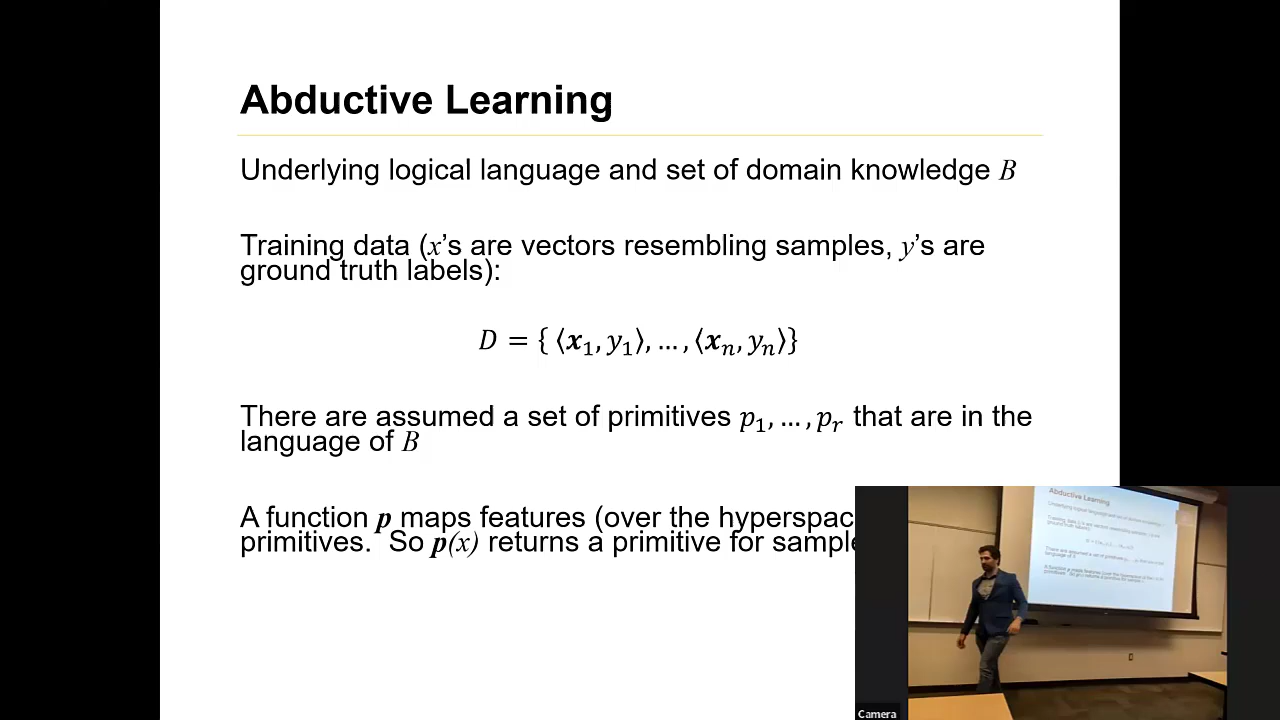 Abductive Learning
Underlying logical language and set of domain knowledge B
Training data (x's are vectors resembling samples, y's are
ground truth labels):
D = { ⟨x₁, y₁⟩, … , ⟨xₙ, yₙ⟩}
There are assumed a set of primitives p₁, … , pᵣ that are in the
language of B
A function p maps features (over the hyperspac
primitives.  So p(x) returns a primitive for sample
Abductive Learning
Camera